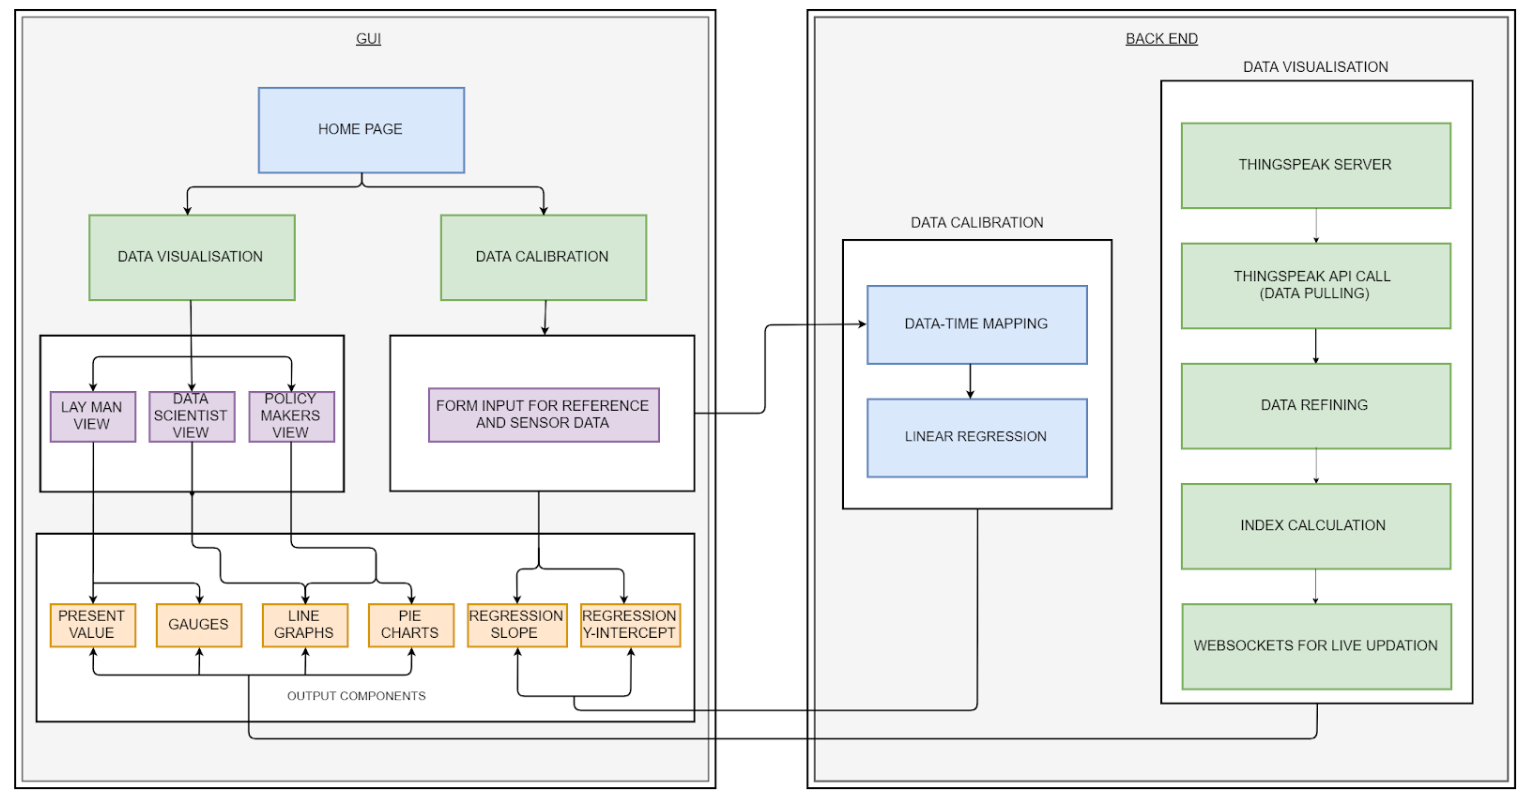 GUI
HOME PAGE
DATA VISUALISATION
DATA CALIBRATION
LAY MAN
VIEW
DATA
SCIENTIST
VIEW
POLICY
MAKERS
VIEW
FORM INPUT FOR REFERENCE
AND SENSOR DATA
PRESENT
VALUE
GAUGES
LINE
GRAPHS
PIE
CHARTS
REGRESSION
SLOPE
REGRESSION
Y-INTERCEPT
OUTPUT COMPONENTS
BACK END
DATA CALIBRATION
DATA-TIME MAPPING
LINEAR REGRESSION
DATA VISUALISATION
THINGSPEAK SERVER
THINGSPEAK API CALL
(DATA PULLING)
DATA REFINING
INDEX CALCULATION
WEBSOCKETS FOR LIVE UPDATION